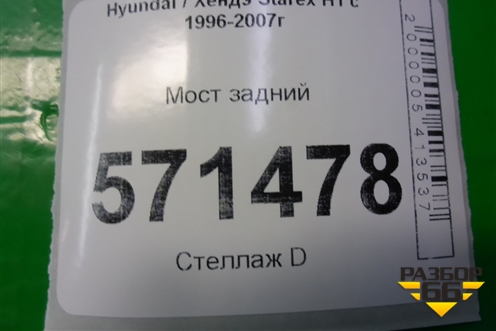 Hyundai / Хендэ Starex H1 с
1996-2007г
Мост задний
571478
Стеллаж D
2000005413537
РАЗБОР
66